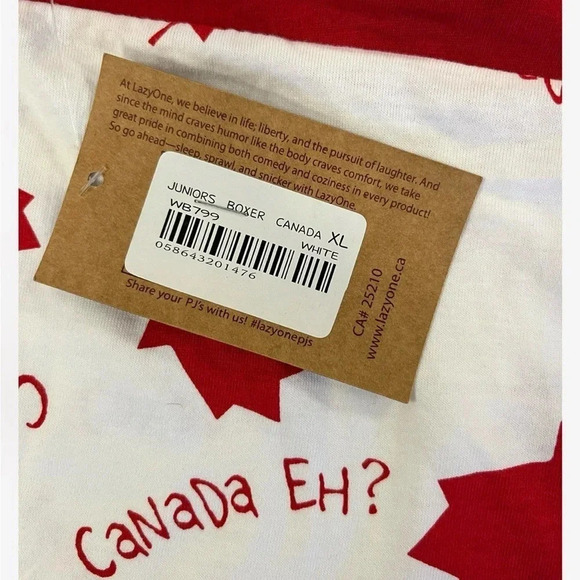 At LazyOne, we believe in life, liberty, and the pursuit of laughter. And
since the mind craves humor like the body craves comfort, we take
great pride in combining both comedy and coziness in every product!
So go ahead—sleep, sprawl, and snicker with LazyOne.
JUNIORS BOXER CANADA XL
WB799 WHITE
058643201476
Share your PJ's with us! #lazyonepjs
CA# 25210
www.lazyone.ca
CANADA EH?